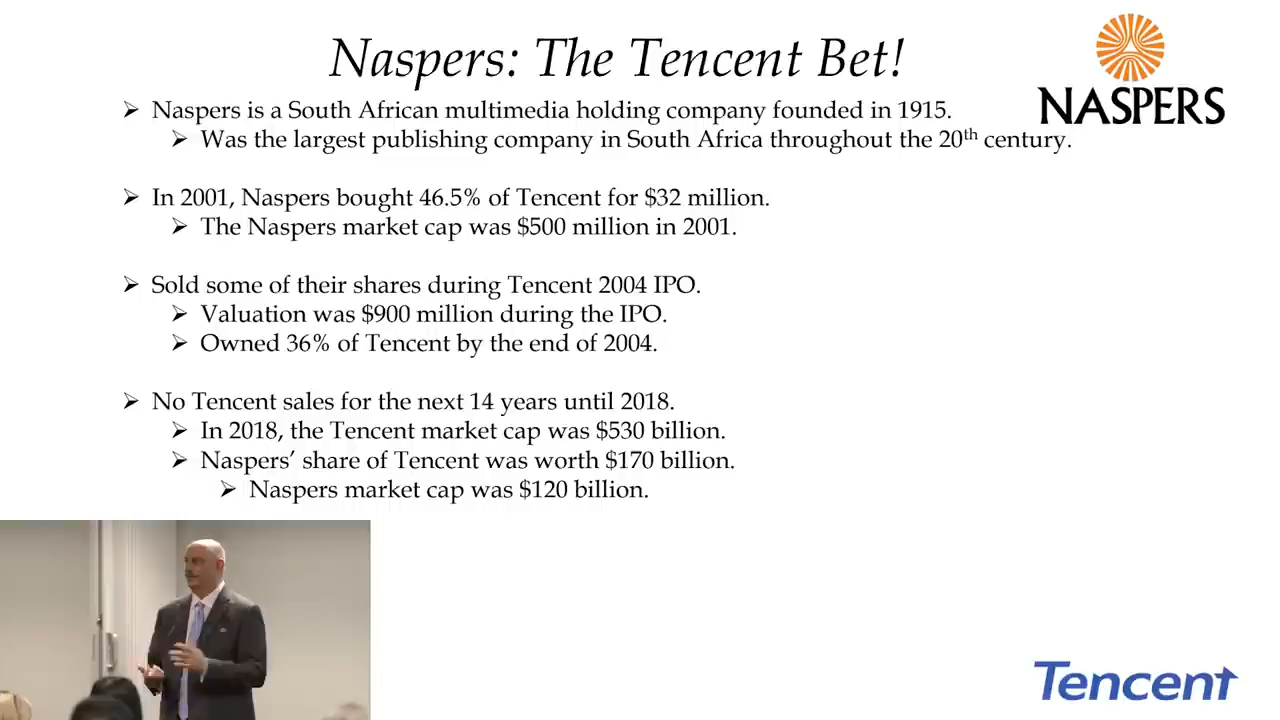 Naspers: The Tencent Bet!
NASPERS
➢ Naspers is a South African multimedia holding company founded in 1915.
➢ Was the largest publishing company in South Africa throughout the 20th century.
➢ In 2001, Naspers bought 46.5% of Tencent for $32 million.
➢ The Naspers market cap was $500 million in 2001.
➢ Sold some of their shares during Tencent 2004 IPO.
➢ Valuation was $900 million during the IPO.
➢ Owned 36% of Tencent by the end of 2004.
➢ No Tencent sales for the next 14 years until 2018.
➢ In 2018, the Tencent market cap was $530 billion.
➢ Naspers’ share of Tencent was worth $170 billion.
➢ Naspers market cap was $120 billion.
Tencent